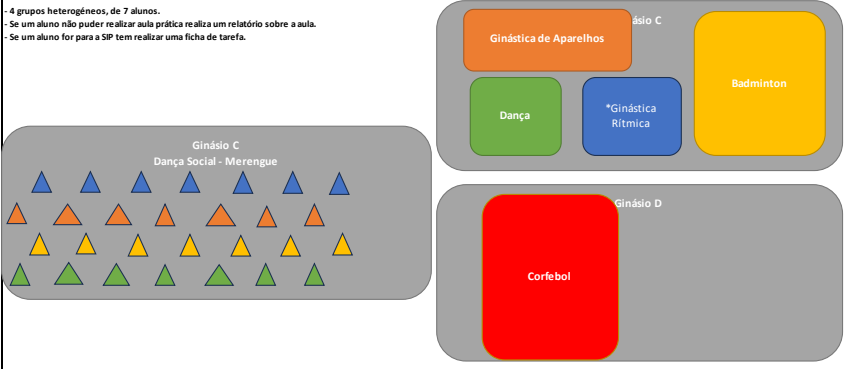 - 4 grupos heterogéneos, de 7 alunos.
- Se um aluno não puder realizar aula prática realiza um relatório sobre a aula.
- Se um aluno for para a SIP tem realizar uma ficha de tarefa.
Ginásio C
Dança Social - Merengue
ásio C
Ginástica de Aparelhos
Badminton
Dança
*Ginástica
Rítmica
Ginásio D
Corfebol